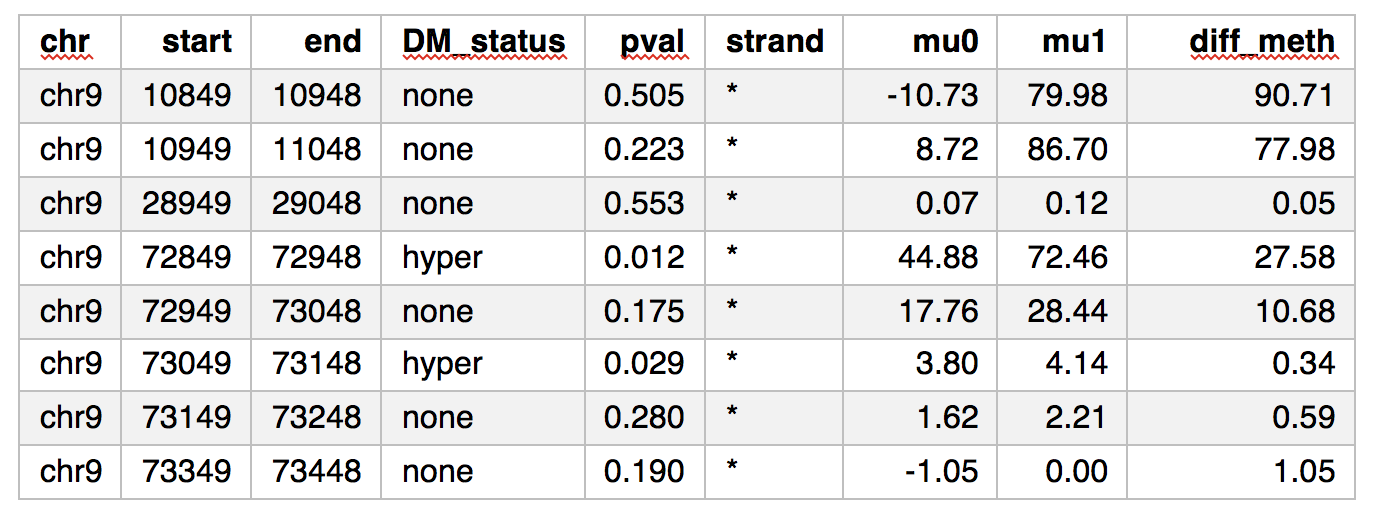 chr start end DM_status pval strand mu0 mu1 diff_meth
chr9 10849 10948 none 0.505 * -10.73 79.98 90.71
chr9 10949 11048 none 0.223 * 8.72 86.70 77.98
chr9 28949 29048 none 0.553 * 0.07 0.12 0.05
chr9 72849 72948 hyper 0.012 * 44.88 72.46 27.58
chr9 72949 73048 none 0.175 * 17.76 28.44 10.68
chr9 73049 73148 hyper 0.029 * 3.80 4.14 0.34
chr9 73149 73248 none 0.280 * 1.62 2.21 0.59
chr9 73349 73448 none 0.190 * -1.05 0.00 1.05